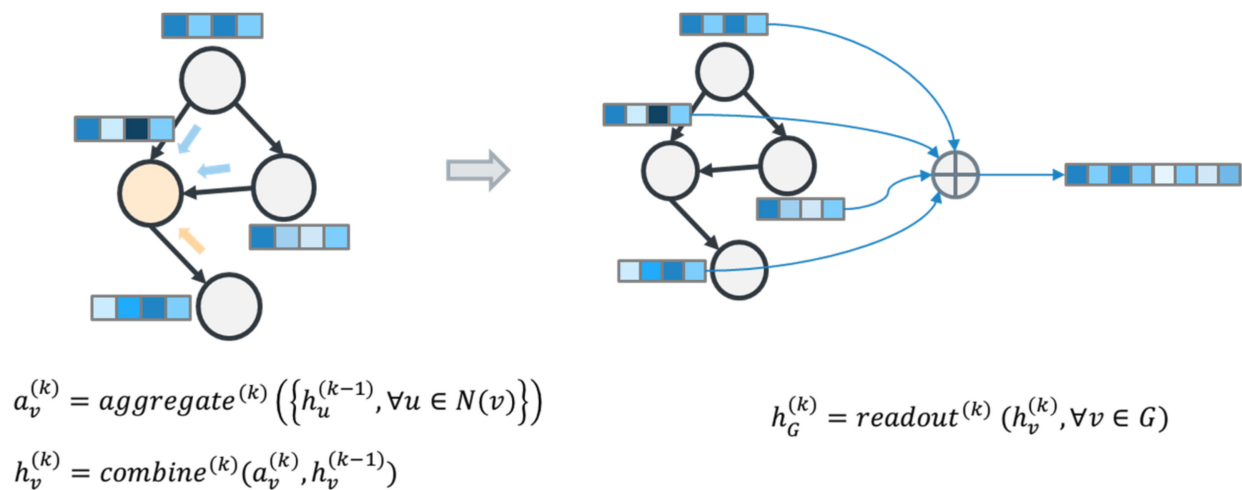 a_v^(k) = aggregate^(k) ({h_u^(k−1), ∀u ∈ N(v)})
h_v^(k) = combine^(k)(a_v^(k), h_v^(k−1))
h_G^(k) = readout^(k) (h_v^(k), ∀v ∈ G)